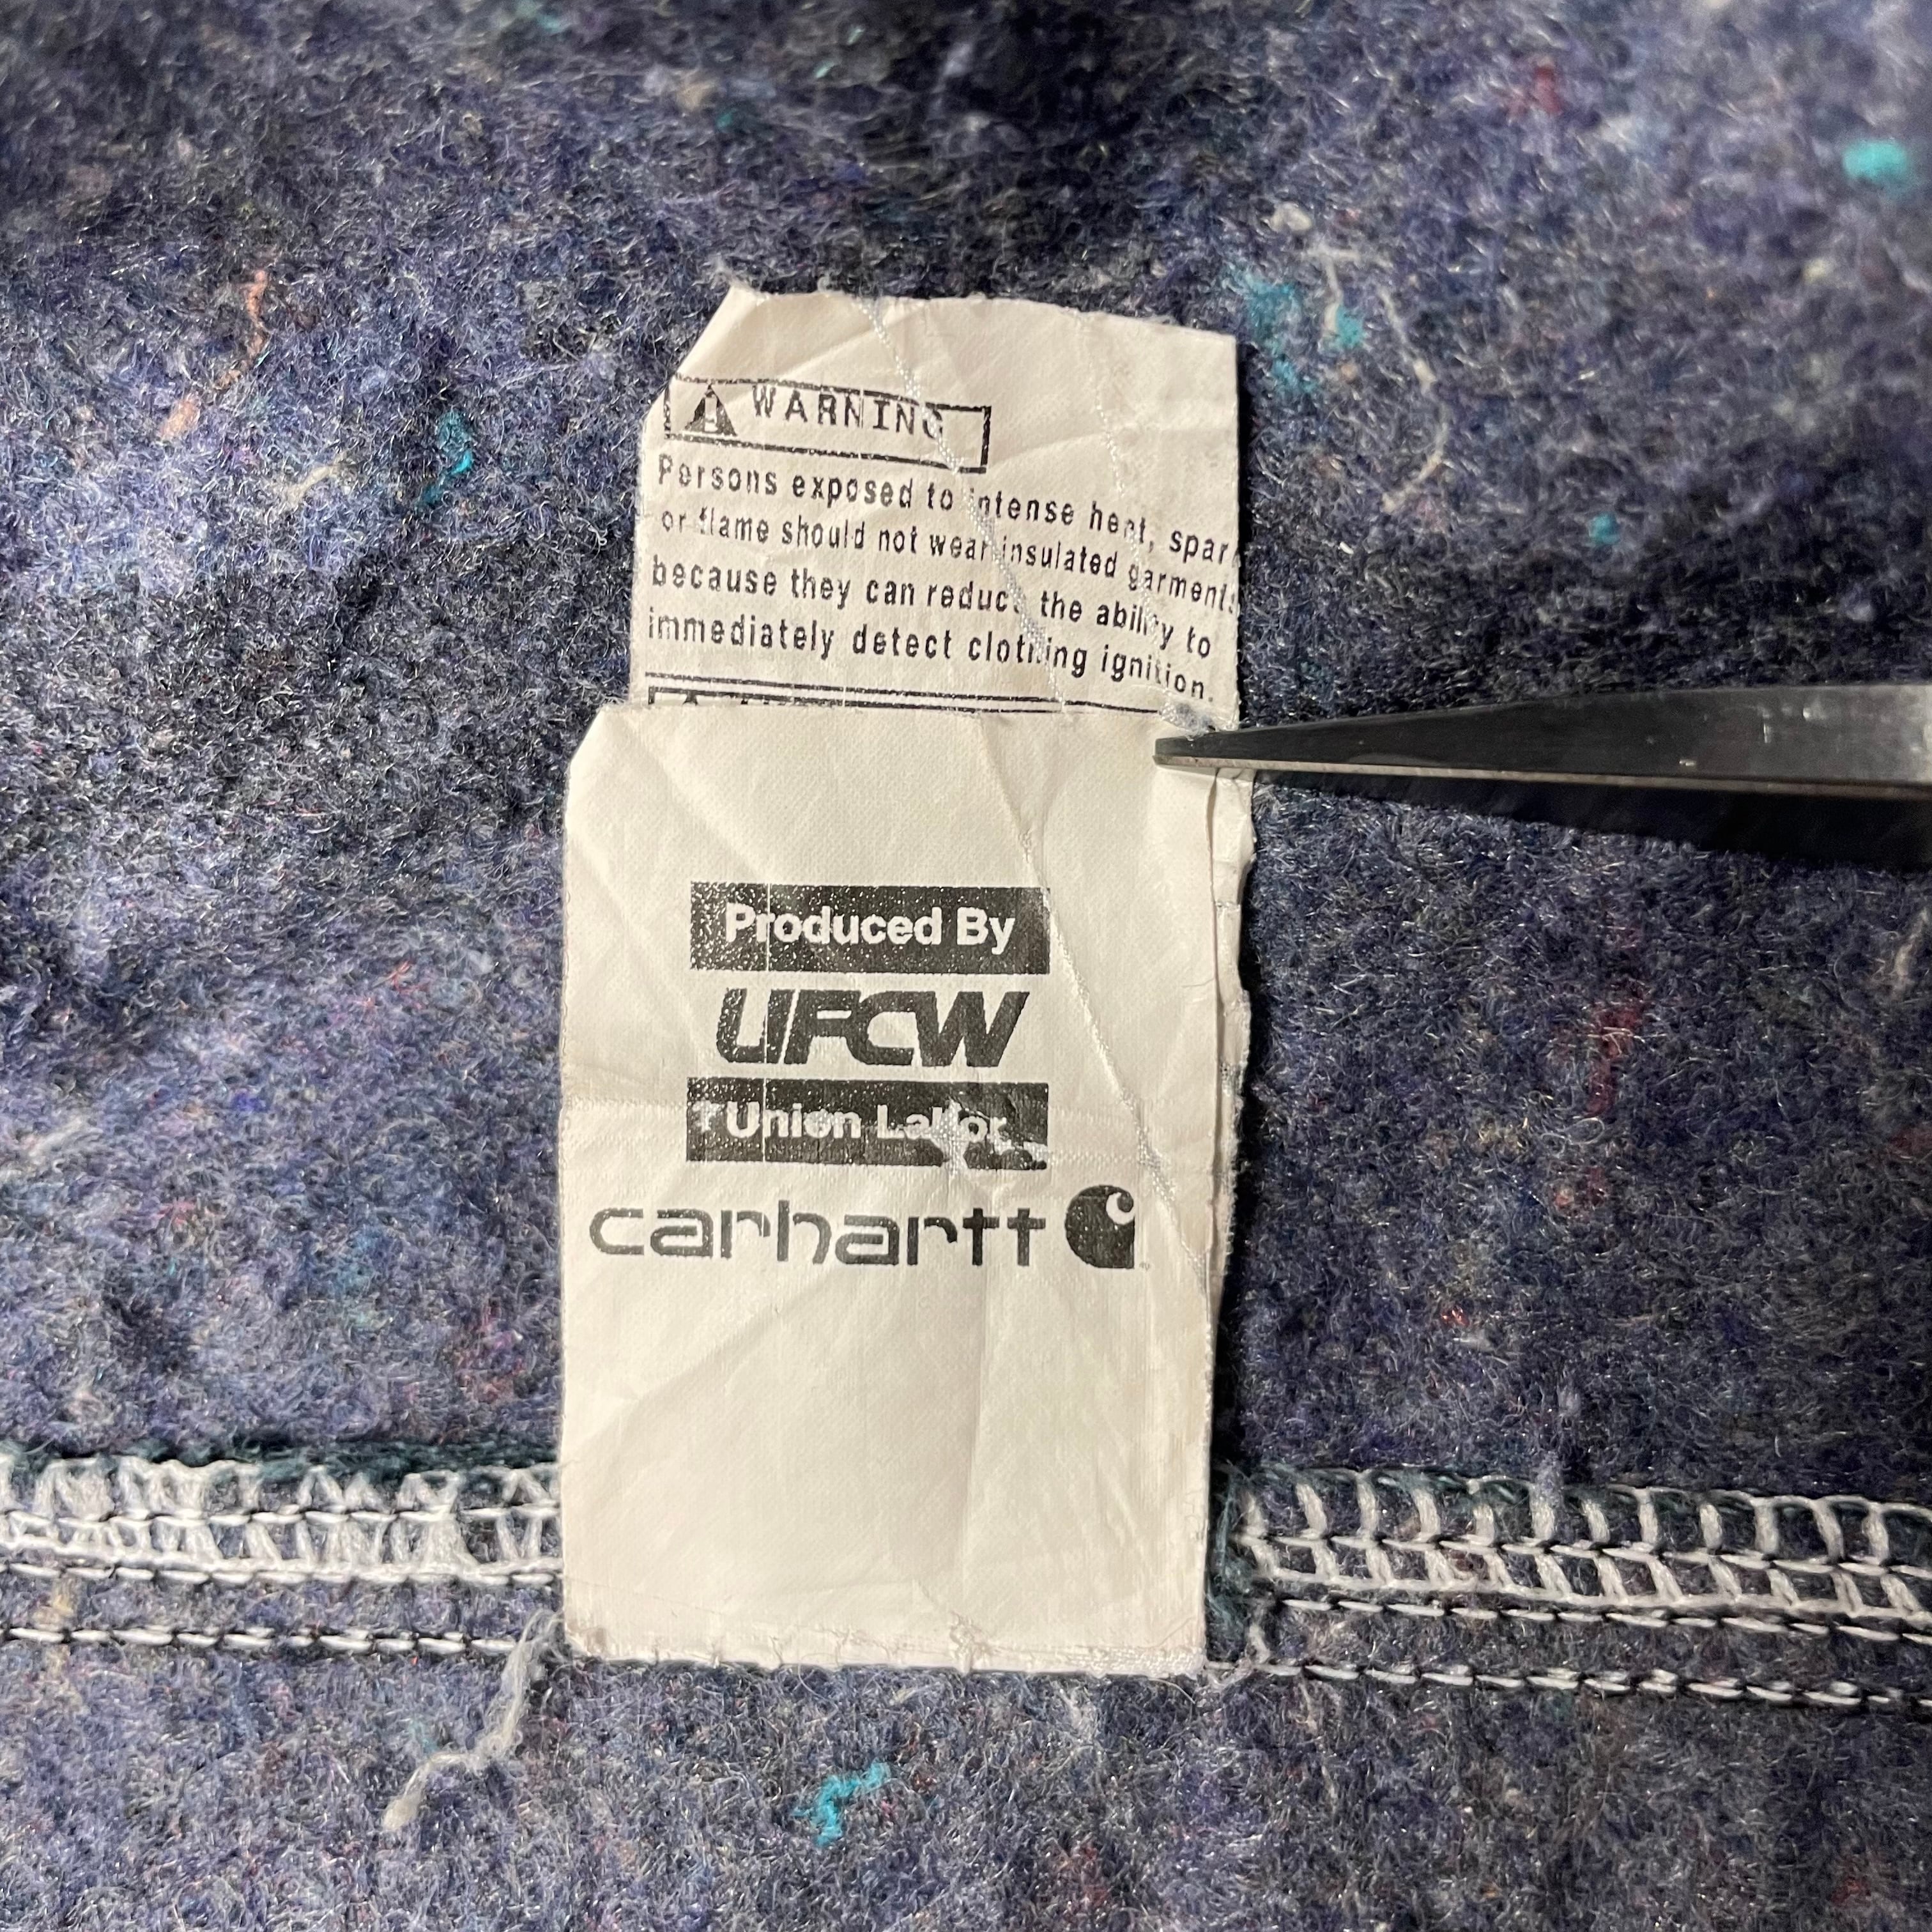 WARNING
Persons exposed to intense heat, spar
or flame should not wear insulated garments
because they can reduce the ability to
immediately detect clothing ignition.
Produced By
UFCW
Union Labor
carhartt